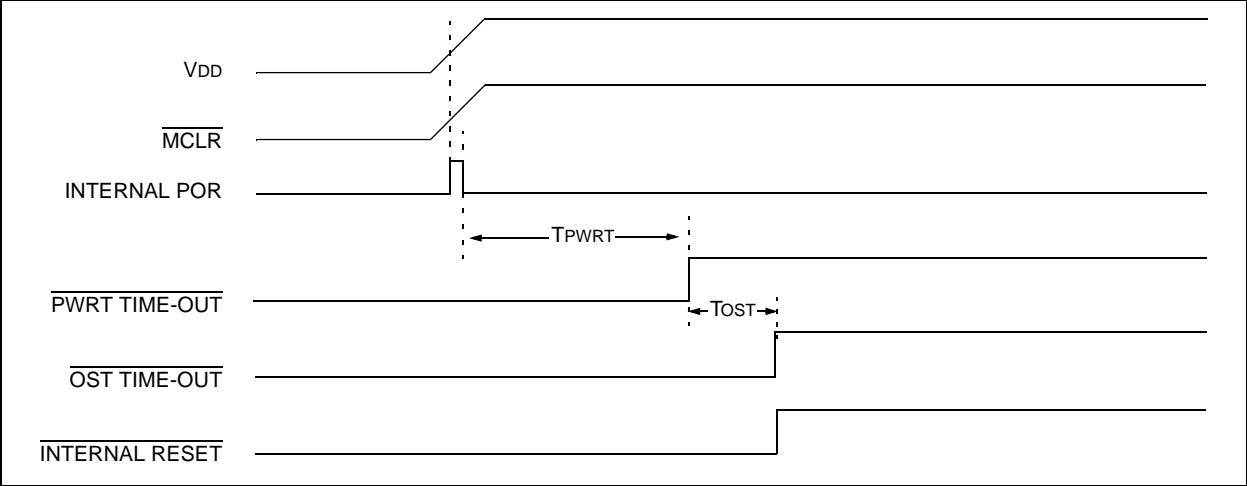 VDD
MCLR
INTERNAL POR
TPWRT
PWRT TIME-OUT
TOST
OST TIME-OUT
INTERNAL RESET